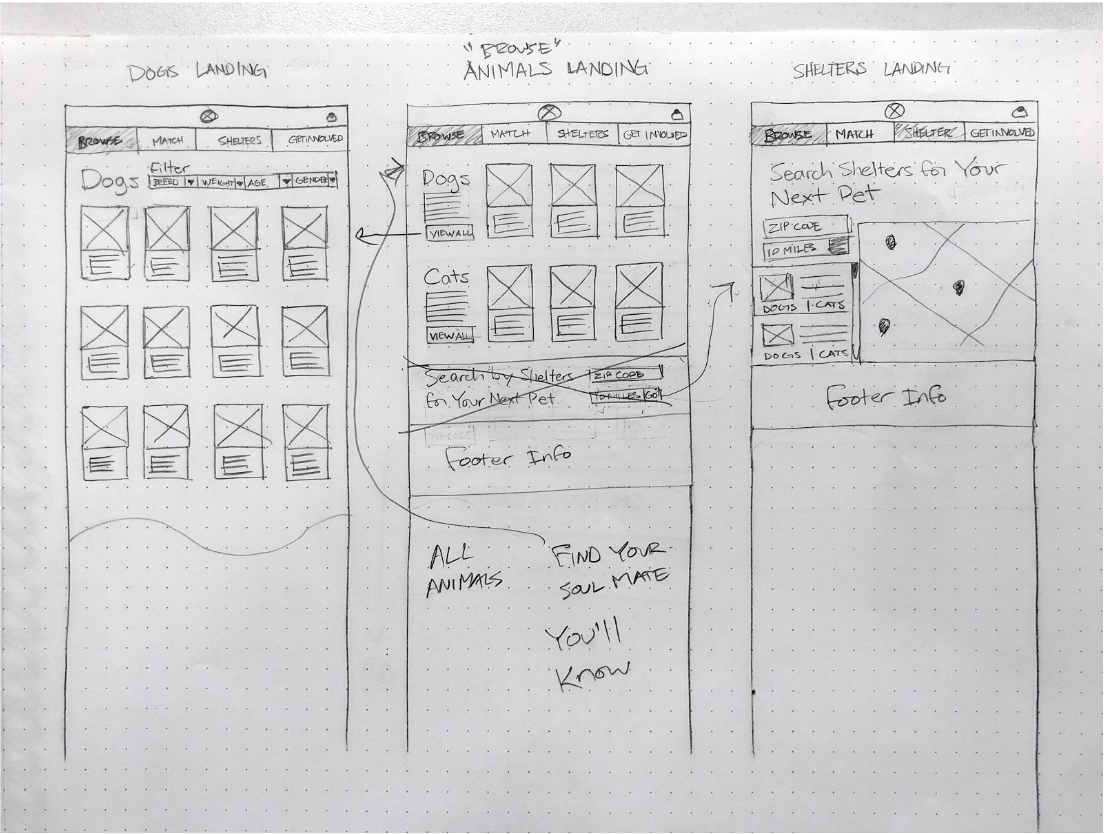 DOGS LANDING
BROWSE
MATCH
SHELTERS
GET INVOLVED
Dogs
Filter
BREED
WEIGHT
AGE
GENDER
"BROWSE"
ANIMALS LANDING
BROWSE
MATCH
SHELTERS
GET INVOLVED
Dogs
VIEW ALL
Cats
VIEW ALL
Search by Shelters
for Your Next Pet
ZIP CODE
10 MILES
GO
Footer Info
ALL
ANIMALS
FIND YOUR
SOUL MATE
You'll
Know
SHELTERS LANDING
BROWSE
MATCH
SHELTER
GET INVOLVED
Search Shelters for Your
Next Pet
ZIP CODE
10 MILES
DOGS | CATS
DOGS | CATS
Footer Info